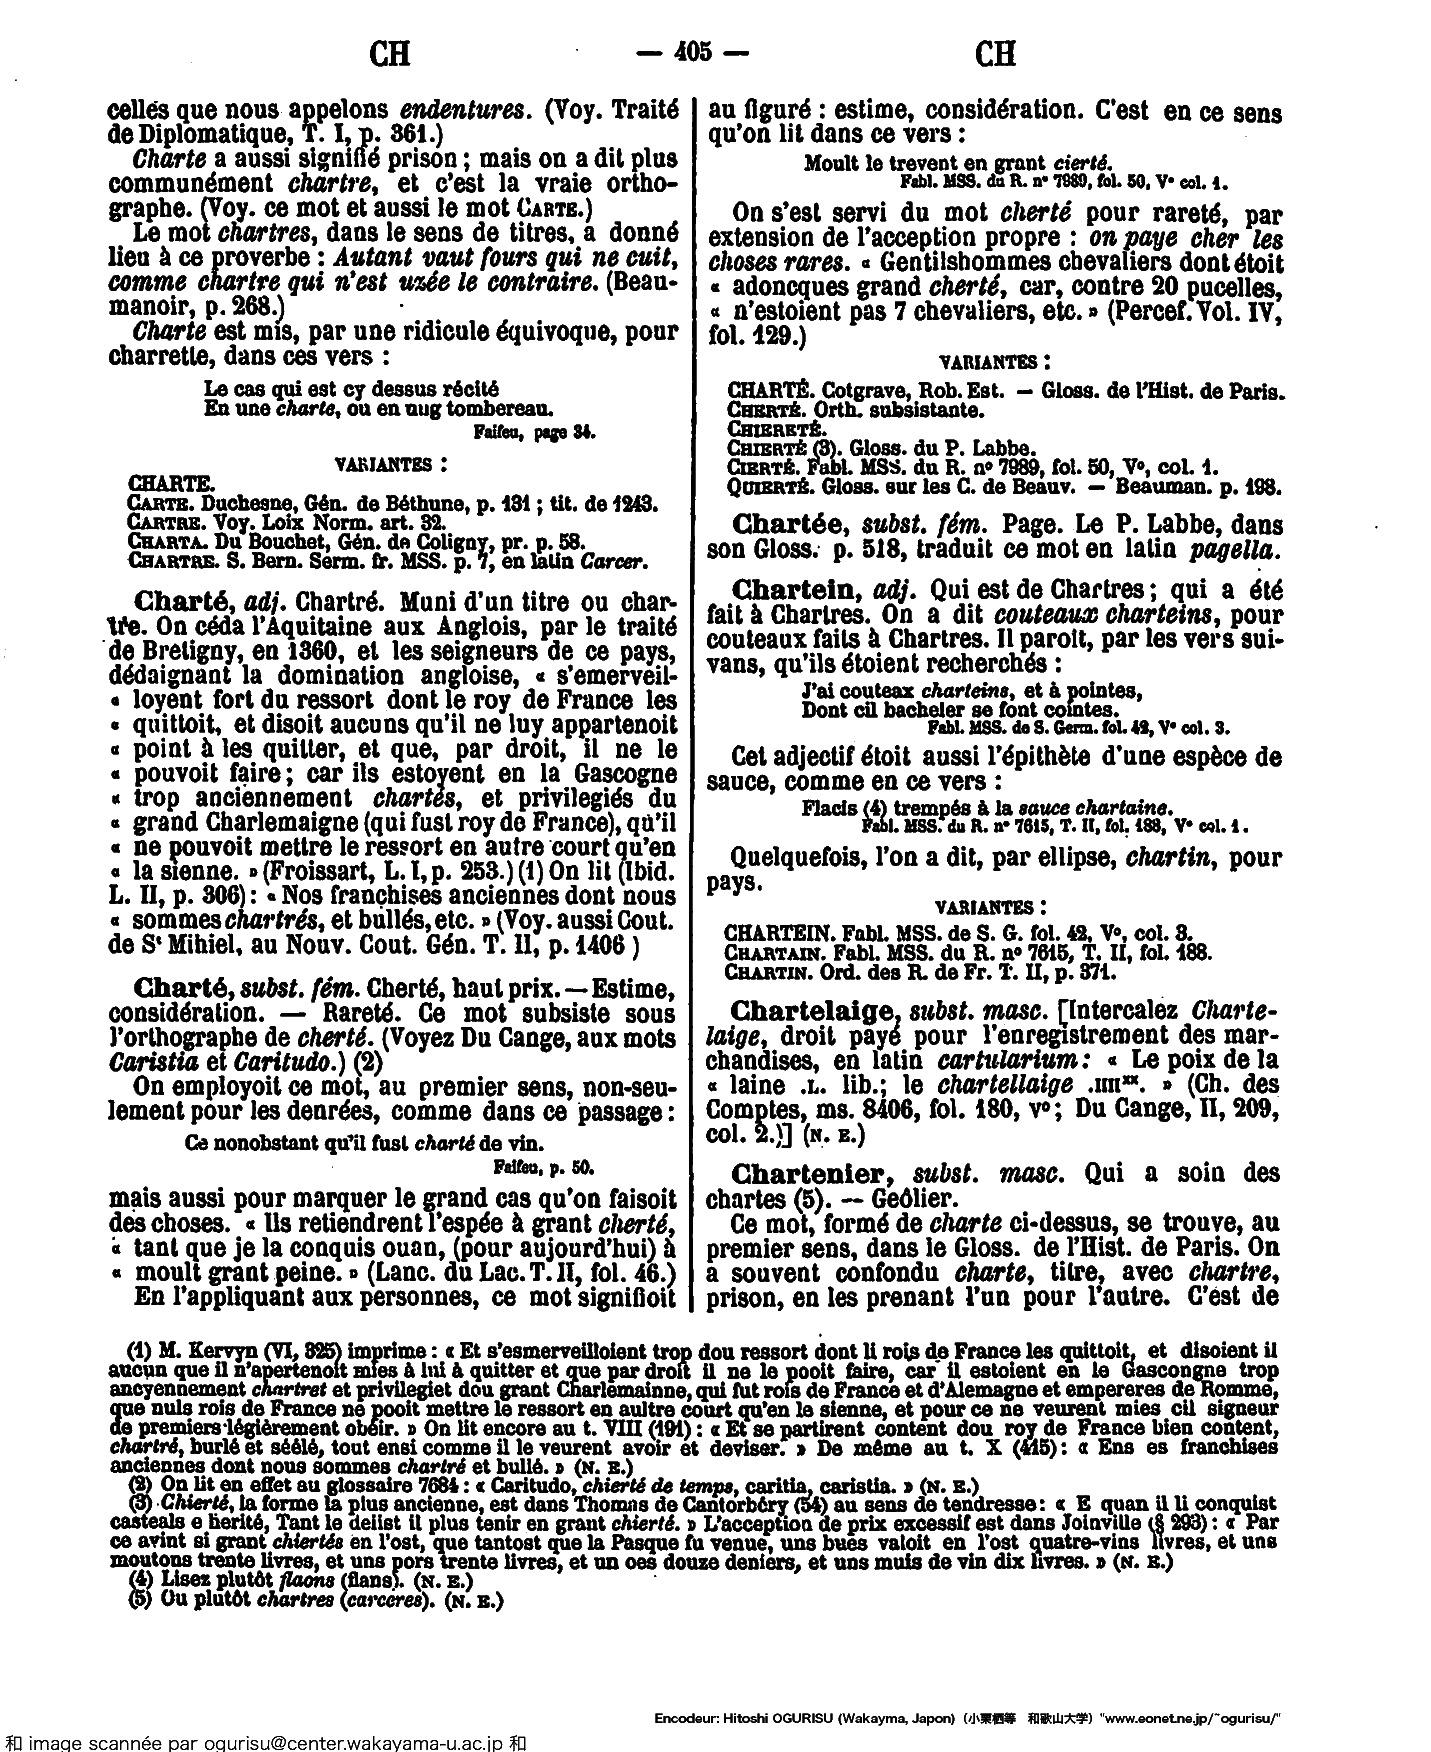 CH — 405 — CH
celles que nous appelons endentures. (Voy. Traité
de Diplomatique, T. I, p. 361.)
Charte a aussi signifié prison ; mais on a dit plus
communément chartre, et c'est la vraie ortho-
graphe. (Voy. ce mot et aussi le mot CARTE.)
Le mot chartres, dans le sens de titres, a donné
lieu à ce proverbe : Autant vaut fours qui ne cuit,
comme chartre qui n'est uzée le contraire. (Beau-
manoir, p. 268.)
Charte est mis, par une ridicule équivoque, pour
charrette, dans ces vers :
Le cas qui est cy dessus récité
En une charte, ou en ung tombereau.
Faifeu, page 34.
VARIANTES :
CHARTE.
CARTE. Duchesne, Gén. de Béthune, p. 131 ; tit. de 1243.
CARTRE. Voy. Loix Norm. art. 32.
CHARTA. Du Bouchet, Gén. de Coligny, pr. p. 58.
CHARTRE. S. Bern. Serm. fr. MSS. p. 7, en latin Carcer.
Charté, adj. Chartré. Muni d'un titre ou char-
tre. On céda l'Aquitaine aux Anglois, par le traité
de Bretigny, en 1360, et les seigneurs de ce pays,
dédaignant la domination angloise, « s'emerveil-
« loyent fort du ressort dont le roy de France les
« quittoit, et disoit aucuns qu'il ne luy appartenoit
« point à les quitter, et que, par droit, il ne le
« pouvoit faire ; car ils estoyent en la Gascogne
« trop anciennement chartés, et privilegiés du
« grand Charlemaigne (qui fust roy de France), qu'il
« ne pouvoit mettre le ressort en autre court qu'en
« la sienne. » (Froissart, L. I, p. 253.) (1) On lit (Ibid.
L. II, p. 306) : « Nos franchises anciennes dont nous
« sommes chartrés, et bullés, etc. » (Voy. aussi Cout.
de St Mihiel, au Nouv. Cout. Gén. T. II, p. 1406 )
Charté, subst. fém. Cherté, haut prix. — Estime,
considération. — Rareté. Ce mot subsiste sous
l'orthographe de cherté. (Voyez Du Cange, aux mots
Caristia et Caritudo.) (2)
On employoit ce mot, au premier sens, non-seu-
lement pour les denrées, comme dans ce passage :
Ce nonobstant qu'il fust charté de vin.
Faifeu, p. 50.
mais aussi pour marquer le grand cas qu'on faisoit
des choses. « Ils retiendrent l'espée à grant cherté,
« tant que je la conquis ouan, (pour aujourd'hui) à
« moult grant peine. » (Lanc. du Lac. T. II, fol. 46.)
En l'appliquant aux personnes, ce mot signifioit
au figuré : estime, considération. C'est en ce sens
qu'on lit dans ce vers :
Moult le trevent en grant cierté.
Fabl. MSS. du R. n° 7989, fol. 50, V° col. 1.
On s'est servi du mot cherté pour rareté, par
extension de l'acception propre : on paye cher les
choses rares. « Gentilshommes chevaliers dont étoit
« adoncques grand cherté, car, contre 20 pucelles,
« n'estoient pas 7 chevaliers, etc. » (Percef. Vol. IV,
fol. 129.)
VARIANTES :
CHARTÉ. Cotgrave, Rob. Est. — Gloss. de l'Hist. de Paris.
CHERTÉ. Orth. subsistante.
CHIERETÉ.
CHIERTÉ (3). Gloss. du P. Labbe.
CIERTÉ. Fabl. MSS. du R. n° 7989, fol. 50, V°, col. 1.
QUIERTÉ. Gloss. sur les C. de Beauv. — Beauman. p. 198.
Chartée, subst. fém. Page. Le P. Labbe, dans
son Gloss. p. 518, traduit ce mot en latin pagella.
Chartein, adj. Qui est de Chartres ; qui a été
fait à Chartres. On a dit couteaux charteins, pour
couteaux faits à Chartres. Il paroit, par les vers sui-
vans, qu'ils étoient recherchés :
J'ai couteax charteins, et à pointes,
Dont cil bacheler se font cointes.
Fabl. MSS. de S. Germ. fol. 42, V° col. 3.
Cet adjectif étoit aussi l'épithète d'une espèce de
sauce, comme en ce vers :
Flacis (4) trempés à la sauce chartaine.
Fabl. MSS. du R. n° 7615, T. II, fol. 188, V° col. 1.
Quelquefois, l'on a dit, par ellipse, chartin, pour
pays.
VARIANTES :
CHARTEIN. Fabl. MSS. de S. G. fol. 42, V°, col. 3.
CHARTAIN. Fabl. MSS. du R. n° 7615, T. II, fol. 188.
CHARTIN. Ord. des R. de Fr. T. II, p. 371.
Chartelaige, subst. masc. [Intercalez Charte-
laige, droit payé pour l'enregistrement des mar-
chandises, en latin cartularium : « Le poix de la
« laine .L. lib.; le chartellaige .IIIIxx. » (Ch. des
Comptes, ms. 8406, fol. 180, v° ; Du Cange, II, 209,
col. 2.)] (N. E.)
Chartenier, subst. masc. Qui a soin des
chartes (5). — Geôlier.
Ce mot, formé de charte ci-dessus, se trouve, au
premier sens, dans le Gloss. de l'Hist. de Paris. On
a souvent confondu charte, titre, avec chartre,
prison, en les prenant l'un pour l'autre. C'est de
(1) M. Kervyn (VI, 325) imprime : « Et s'esmerveilloient trop dou ressort dont li rois de France les quittoit, et disoient li
aucun que il n'apertenoit mies à lui à quitter et que par droit il ne le pooit faire, car il estoient en le Gascongne trop
ancyennement chartret et privilegiet dou grant Charlemainne, qui fut rois de France et d'Alemagne et empereres de Romme,
que nuls rois de France ne pooit mettre le ressort en aultre court qu'en le sienne, et pour ce ne veurent mies cil signeur
de premiers légièrement obéir. » On lit encore au t. VIII (191) : « Et se partirent content dou roy de France bien content,
chartré, burlé et séélé, tout ensi comme il le veurent avoir et deviser. » De même au t. X (415) : « Ens es franchises
anciennes dont nous sommes chartré et bullé. » (N. E.)
(2) On lit en effet au glossaire 7684 : « Caritudo, chierté de temps, caritia, caristia. » (N. E.)
(3) Chierté, la forme la plus ancienne, est dans Thomas de Cantorbéry (54) au sens de tendresse : « E quan il li conquist
casteals e herité, Tant le deiist il plus tenir en grant chierté. » L'acception de prix excessif est dans Joinville (§ 293) : « Par
ce avint si grant chiertés en l'ost, que tantost que la Pasque fu venue, uns bués valoit en l'ost quatre-vins livres, et uns
moutons trente livres, et uns pors trente livres, et un oes douze deniers, et uns muis de vin dix livres. » (N. E.)
(4) Lisez plutôt flaons (flans). (N. E.)
(5) Ou plutôt chartres (carceres). (N. E.)
Encodeur: Hitoshi OGURISU (Wakayma, Japon) (小栗栖等 和歌山大学) "www.eonet.ne.jp/~ogurisu/"
和 image scannée par ogurisu@center.wakayama-u.ac.jp 和